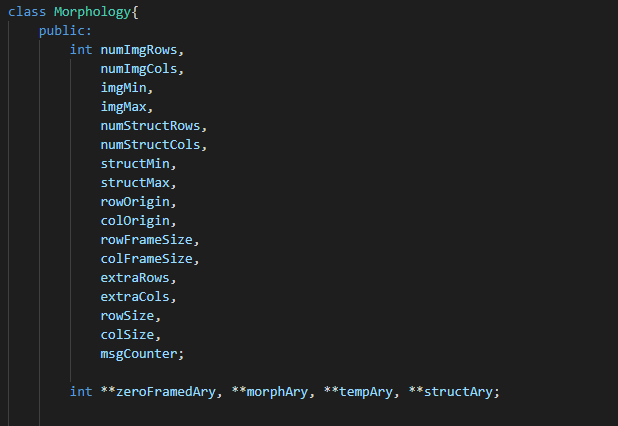 class Morphology{
public:
int numImgRows,
numImgCols,
imgMin,
imgMax,
numStructRows,
numStructCols,
structMin,
structMax,
rowOrigin,
colOrigin,
rowFrameSize,
colFrameSize,
extraRows,
extraCols,
rowSize,
colSize,
msgCounter;
int **zeroFramedAry, **morphAry, **tempAry, **structAry;